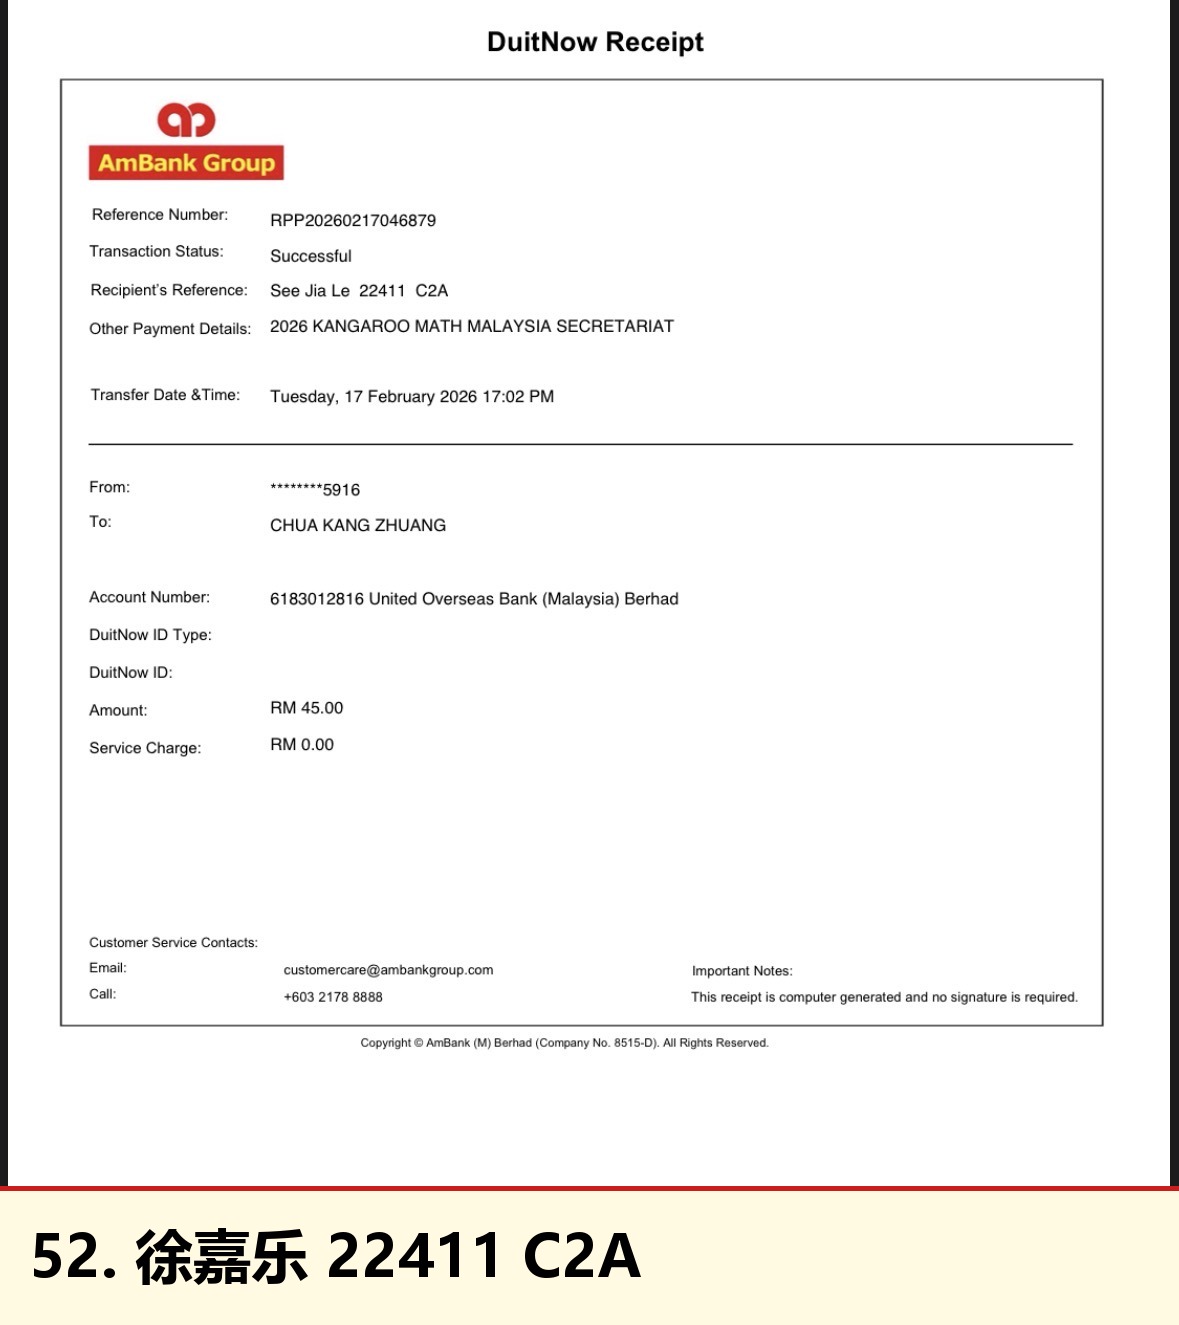 DuitNow Receipt
AmBank Group
Reference Number: RPP20260217046879
Transaction Status: Successful
Recipient's Reference: See Jia Le 22411 C2A
Other Payment Details: 2026 KANGAROO MATH MALAYSIA SECRETARIAT
Transfer Date &Time: Tuesday, 17 February 2026 17:02 PM
From: ********5916
To: CHUA KANG ZHUANG
Account Number: 6183012816 United Overseas Bank (Malaysia) Berhad
DuitNow ID Type:
DuitNow ID:
Amount: RM 45.00
Service Charge: RM 0.00
Customer Service Contacts:
Email: customercare@ambankgroup.com
Important Notes:
Call: +603 2178 8888
This receipt is computer generated and no signature is required.
Copyright © AmBank (M) Berhad (Company No. 8515-D). All Rights Reserved.
52. 徐嘉乐 22411 C2A